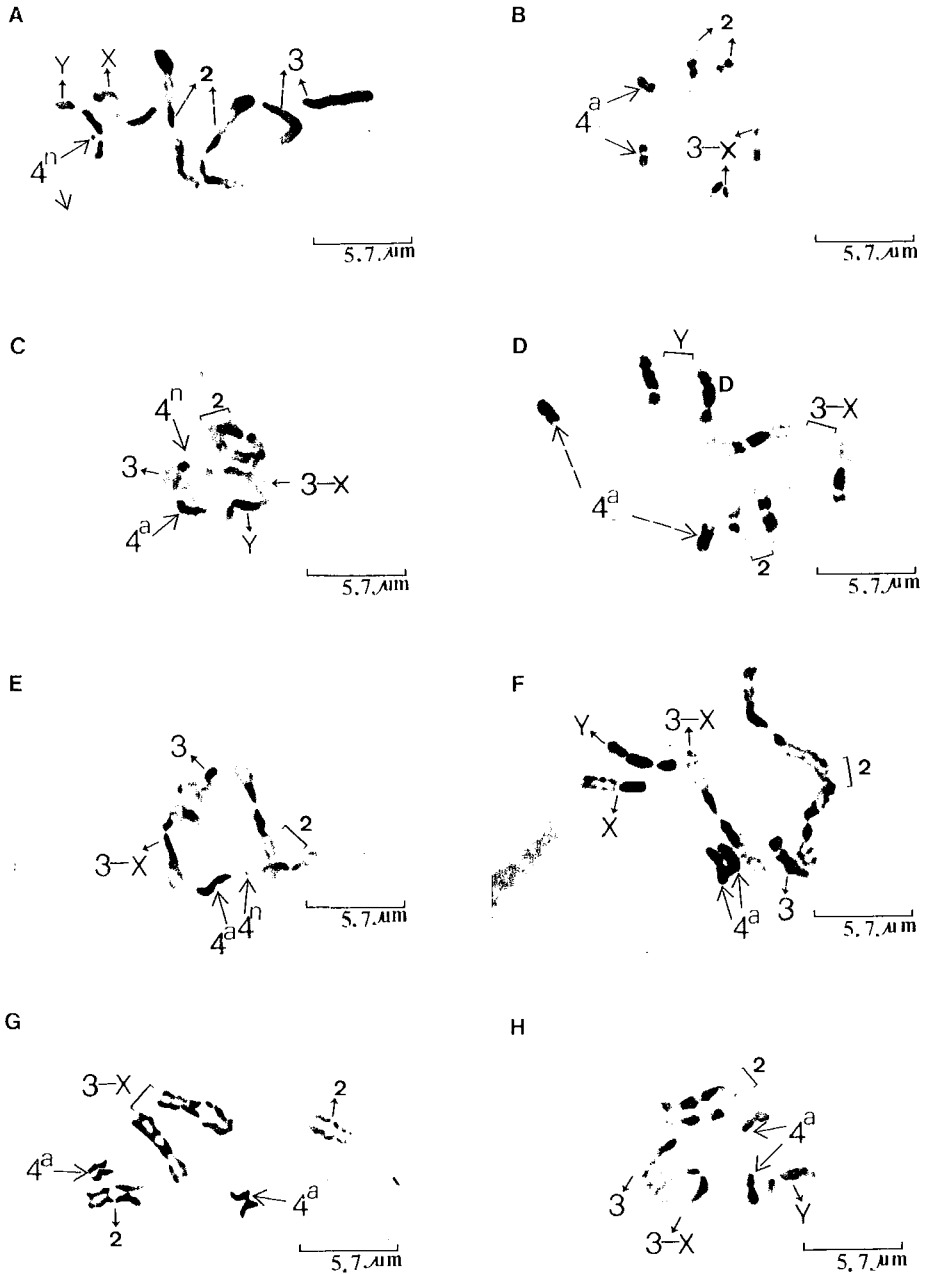 A
Y X 2 3
4n
5.7.µm
B
2
4a
3-X
5.7.µm
C
4n 2
3 3-X
4a Y
5.7.µm
D
Y
D
3-X
4a
2
5.7.µm
E
3
2
3-X
4a 4n
5.7.µm
F
Y 3-X
2
X
4a 3
5.7.µm
G
3-X 2
4a 4a
2
5.7.µm
H
2
4a
3 Y
3-X
5.7.µm